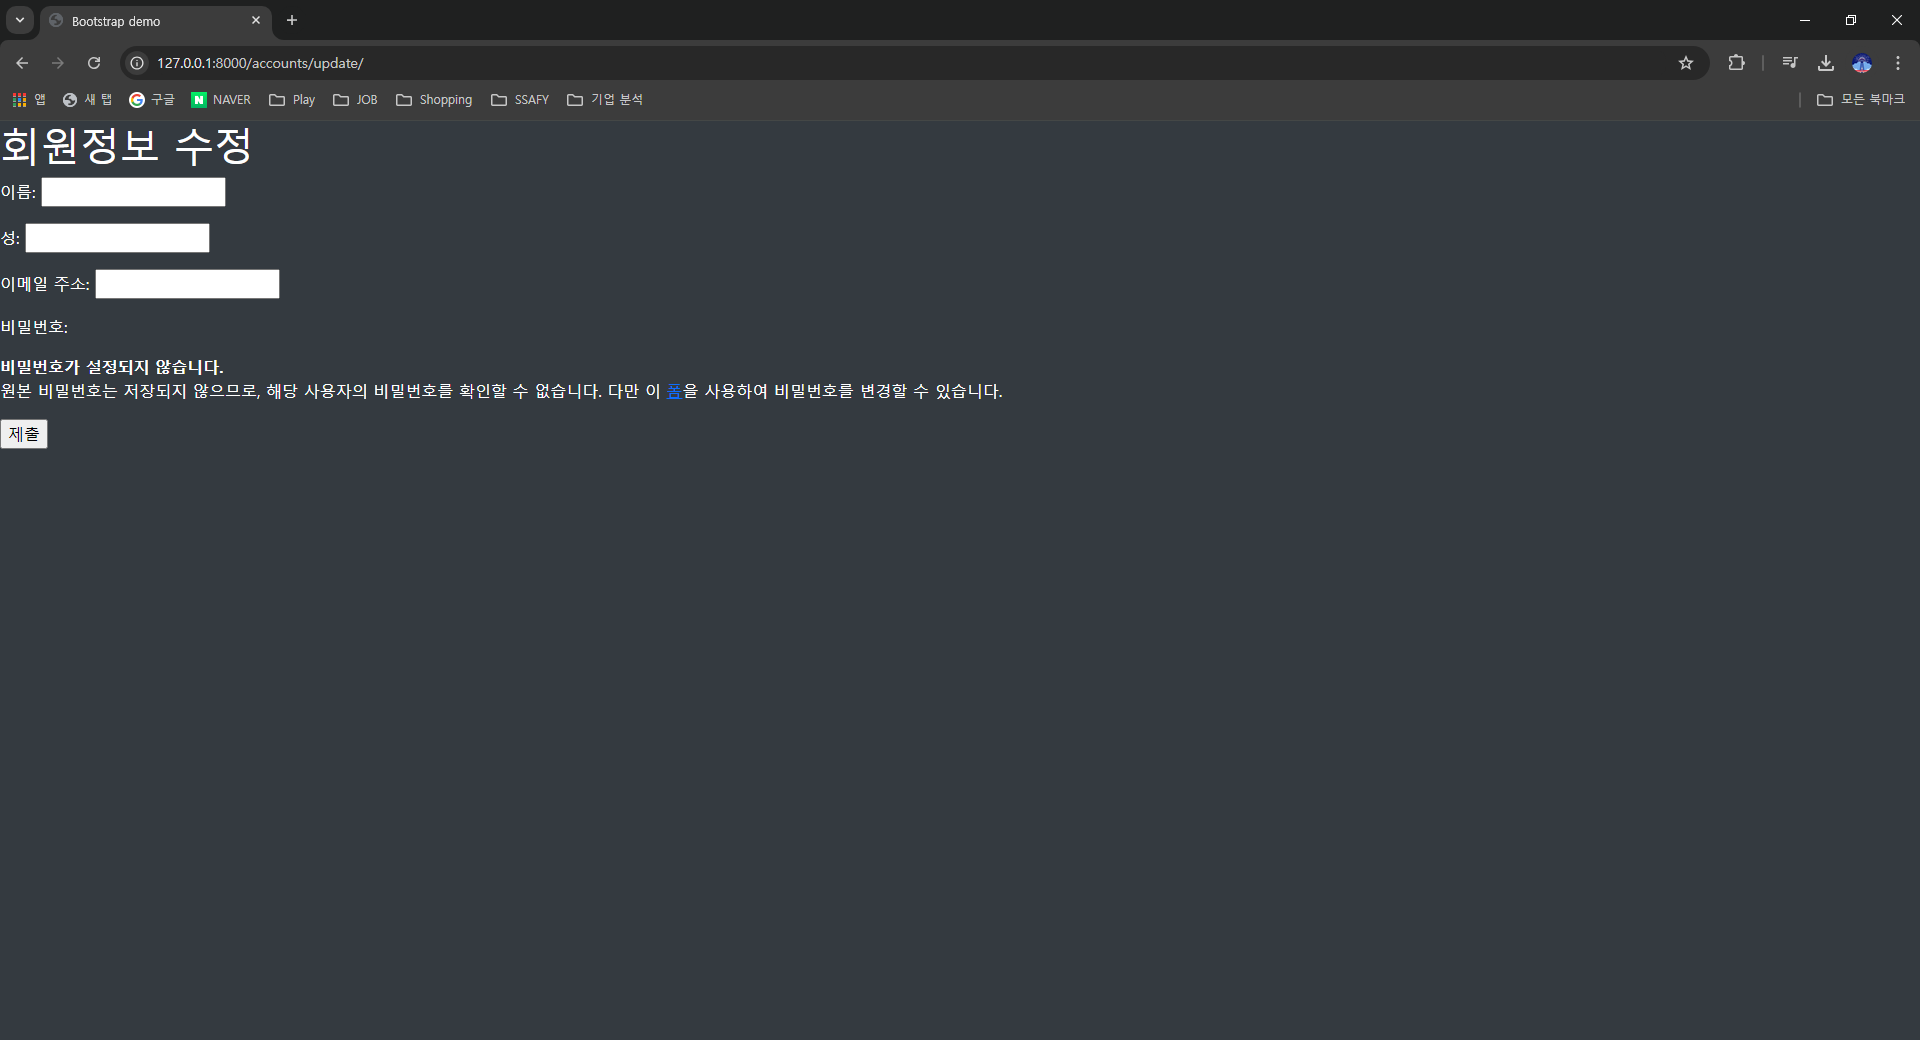 Bootstrap demo
127.0.0.1:8000/accounts/update/
앱 새 탭 구글 NAVER Play JOB Shopping SSAFY 기업 분석 모든 북마크
회원정보 수정
이름:
성:
이메일 주소:
비밀번호:
비밀번호가 설정되지 않습니다.
원본 비밀번호는 저장되지 않으므로, 해당 사용자의 비밀번호를 확인할 수 없습니다. 다만 이 폼을 사용하여 비밀번호를 변경할 수 있습니다.
제출